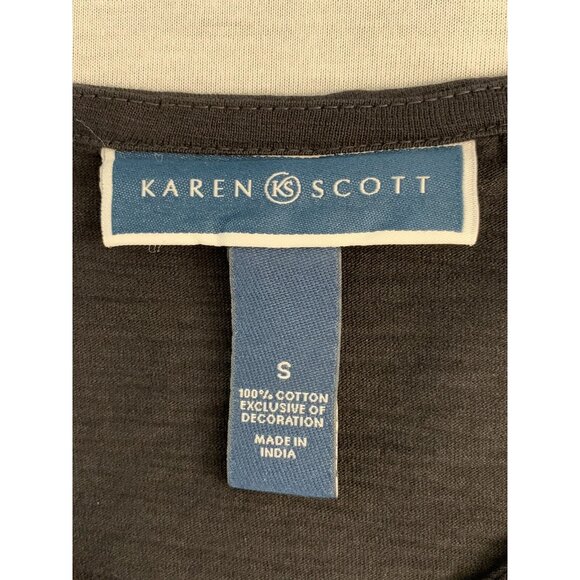 KAREN KS SCOTT
S
100% COTTON
EXCLUSIVE OF
DECORATION
MADE IN
INDIA